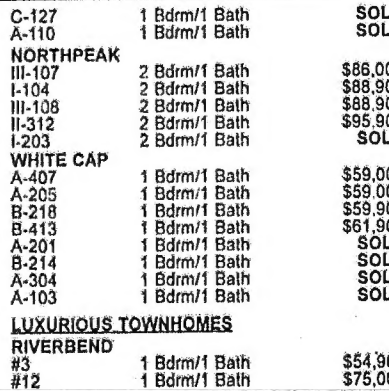 C-127 1 Bdrm/1 Bath SOL
A-110 1 Bdrm/1 Bath SOL
NORTHPEAK
III-107 2 Bdrm/1 Bath $86,00
I-104 2 Bdrm/1 Bath $88,90
III-108 2 Bdrm/1 Bath $88,90
II-312 2 Bdrm/1 Bath $95,90
I-203 2 Bdrm/1 Bath SOL
WHITE CAP
A-407 1 Bdrm/1 Bath $59,00
A-205 1 Bdrm/1 Bath $59,00
B-218 1 Bdrm/1 Bath $59,90
B-413 1 Bdrm/1 Bath $61,90
A-201 1 Bdrm/1 Bath SOL
B-214 1 Bdrm/1 Bath SOL
A-304 1 Bdrm/1 Bath SOL
A-103 1 Bdrm/1 Bath SOL
LUXURIOUS TOWNHOMES
RIVERBEND
#3 1 Bdrm/1 Bath $54,90
#12 1 Bdrm/1 Bath $75,00